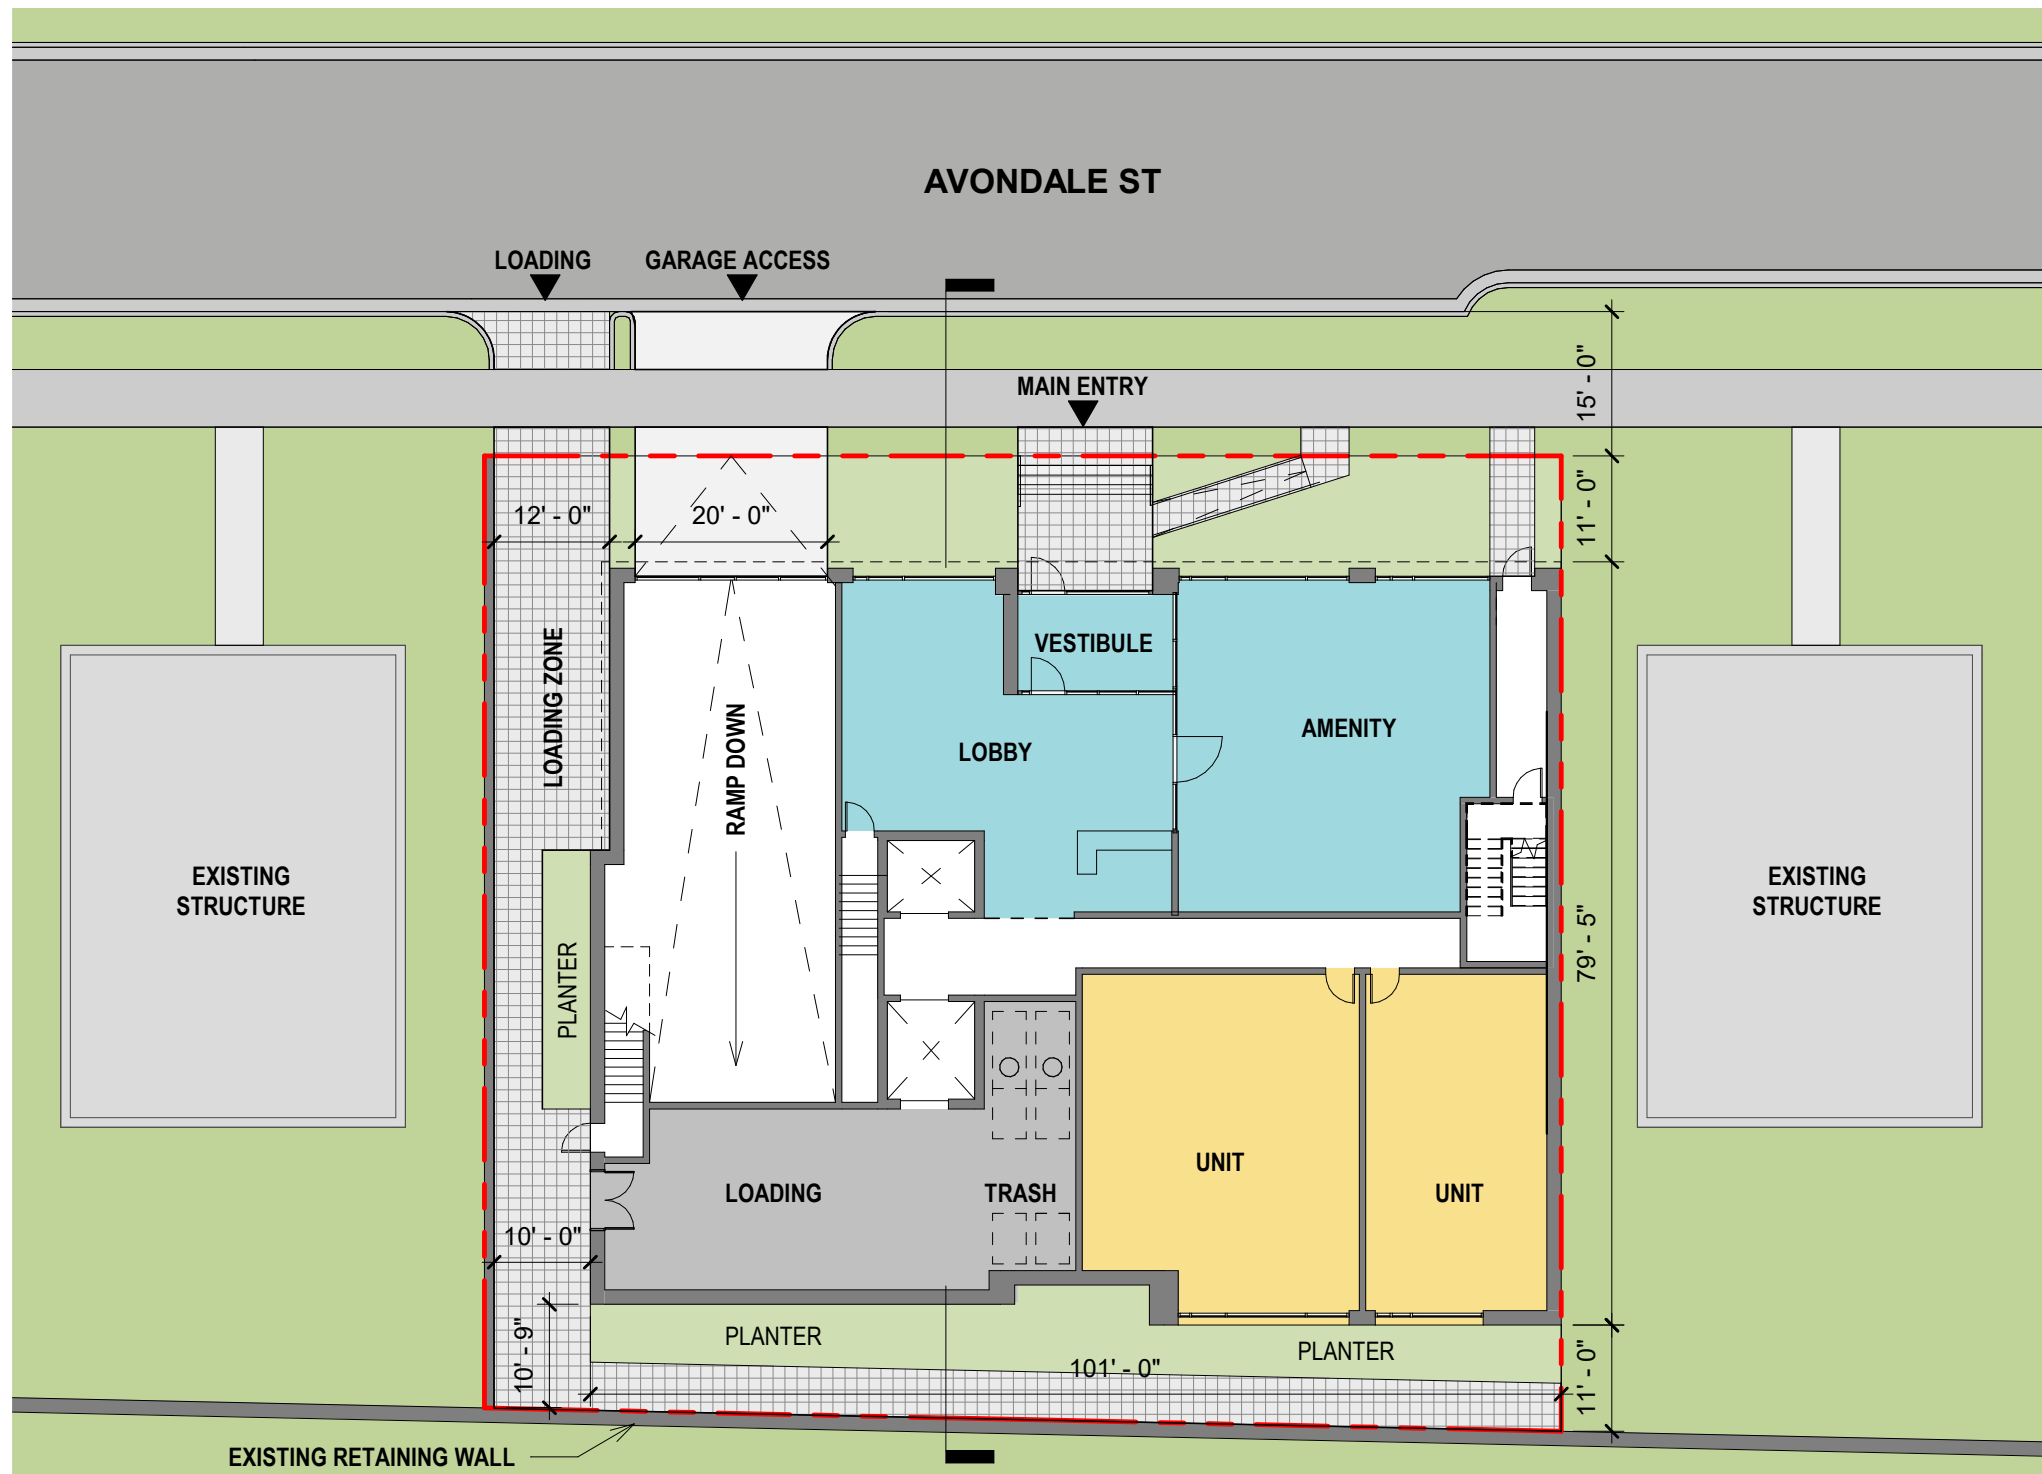 AVONDALE ST
LOADING
GARAGE ACCESS
MAIN ENTRY
15' - 0"
11' - 0"
12' - 0"
20' - 0"
LOADING ZONE
RAMP DOWN
VESTIBULE
LOBBY
AMENITY
EXISTING
STRUCTURE
EXISTING
STRUCTURE
PLANTER
79' - 5"
UNIT
UNIT
LOADING
TRASH
10' - 0"
10' - 9"
PLANTER
PLANTER
101' - 0"
11' - 0"
EXISTING RETAINING WALL